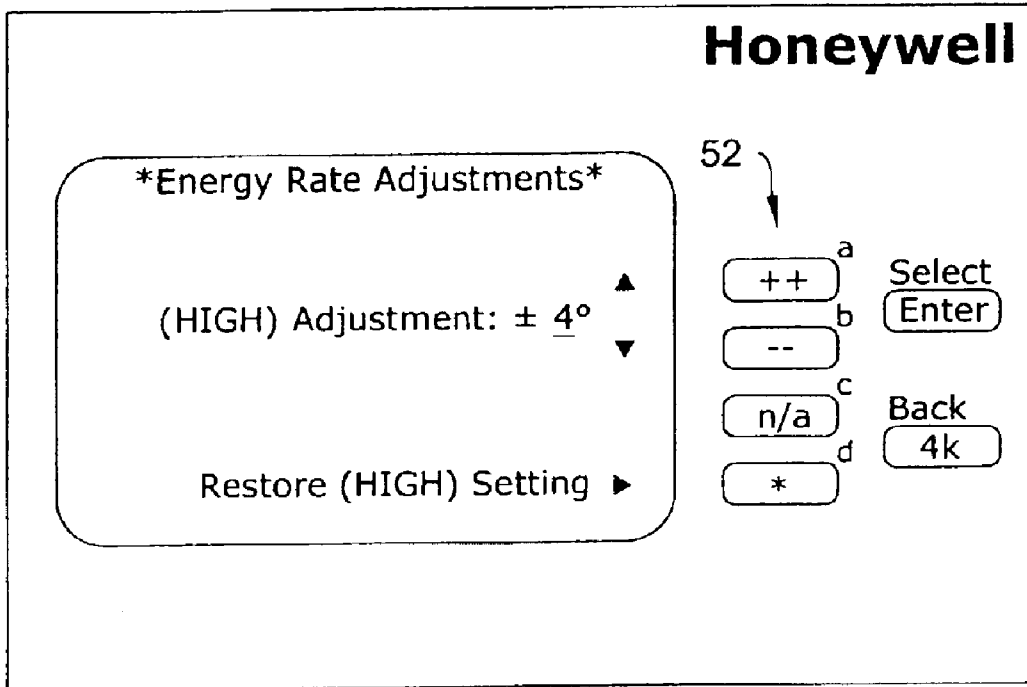 Honeywell
52
*Energy Rate Adjustments*
▲
(HIGH) Adjustment: ± 4°
▼
Restore (HIGH) Setting ►
a
++
b
--
c
n/a
d
*
Select
Enter
Back
4k